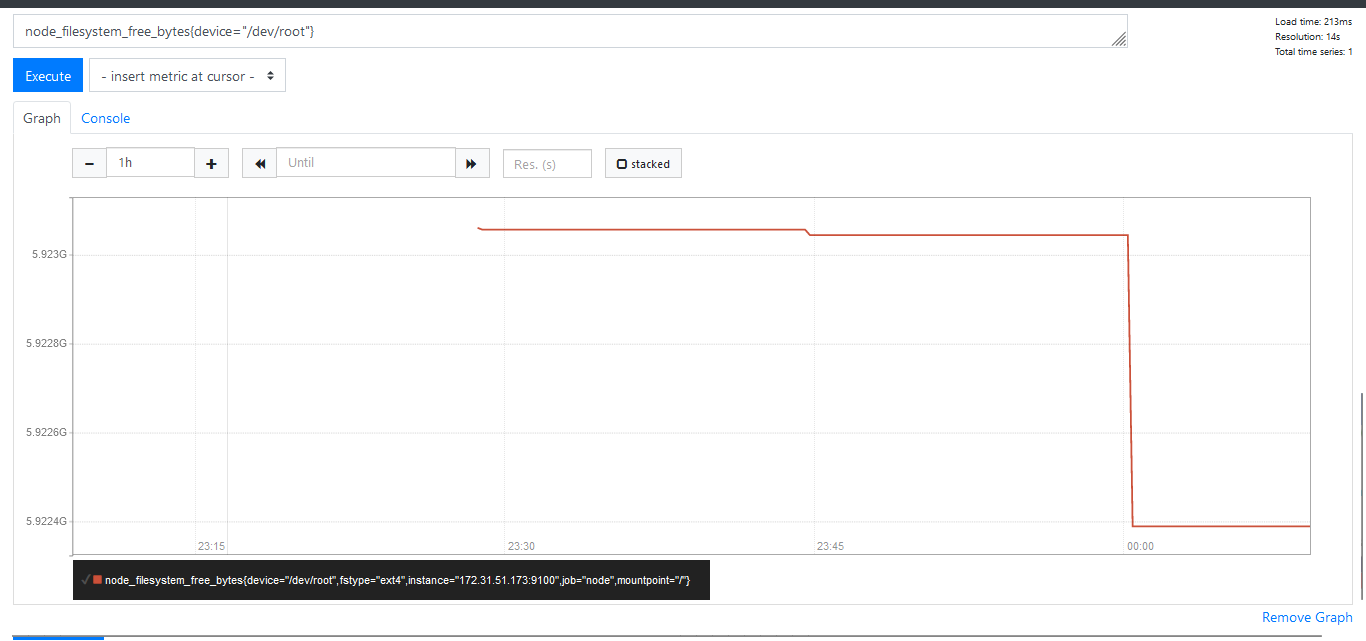 node_filesystem_free_bytes{device="/dev/root"}
Load time: 213ms
Resolution: 14s
Total time series: 1
Execute
- insert metric at cursor -
Graph
Console
1h
Until
Res. (s)
stacked
5.923G
5.9228G
5.9226G
5.9224G
23:15
23:30
23:45
00:00
node_filesystem_free_bytes{device="/dev/root",fstype="ext4",instance="172.31.51.173:9100",job="node",mountpoint="/"}
Remove Graph